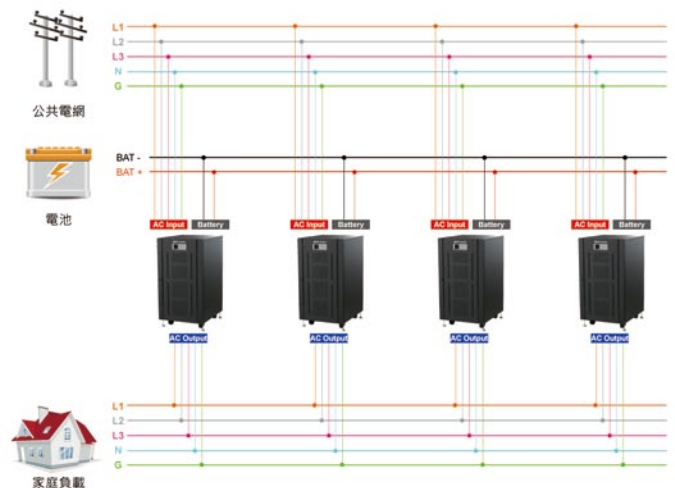 L1
L2
L3
N
G
公共電網
BAT -
BAT +
電池
AC Input Battery AC Input Battery AC Input Battery AC Input Battery
AC Output AC Output AC Output AC Output
L1
L2
L3
N
G
家庭負載